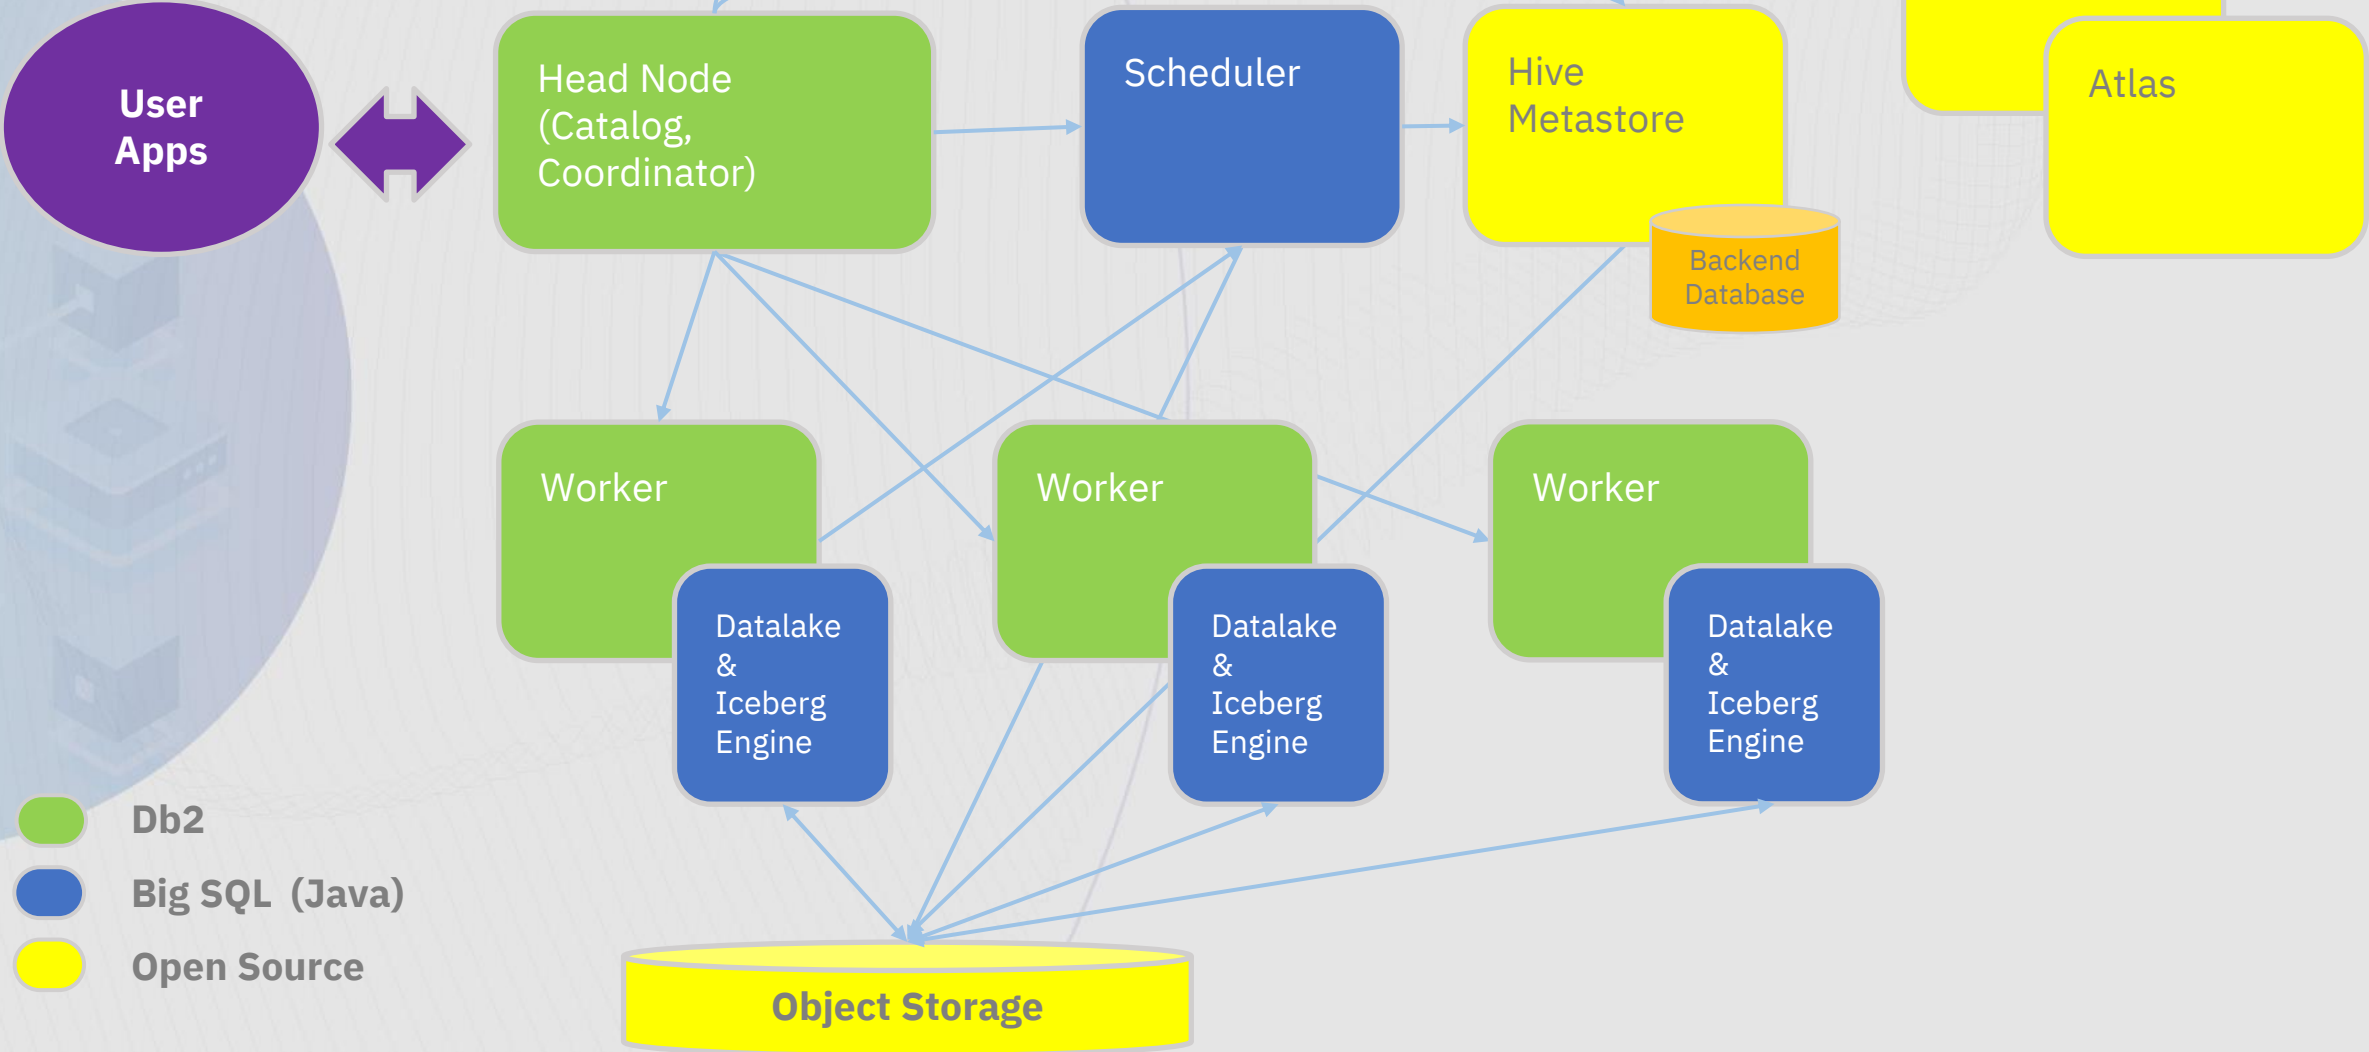 User
Apps
Head Node
(Catalog,
Coordinator)
Scheduler
Hive
Metastore
Backend
Database
Atlas
Worker
Datalake
&
Iceberg
Engine
Worker
Datalake
&
Iceberg
Engine
Worker
Datalake
&
Iceberg
Engine
Db2
Big SQL  (Java)
Open Source
Object Storage